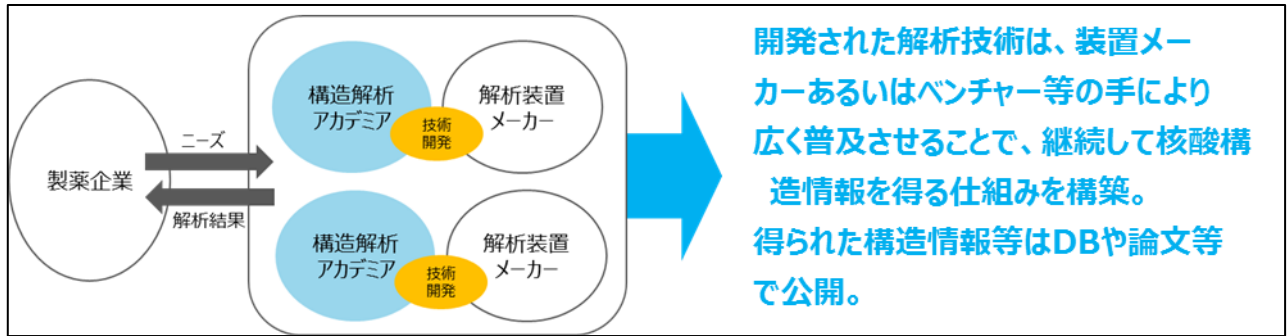 製薬企業
ニーズ
解析結果
構造解析
アカデミア
技術
開発
解析装置
メーカー
構造解析
アカデミア
技術
開発
解析装置
メーカー
開発された解析技術は、装置メー
カーあるいはベンチャー等の手により
広く普及させることで、継続して核酸構
造情報を得る仕組みを構築。
得られた構造情報等はDBや論文等
で公開。